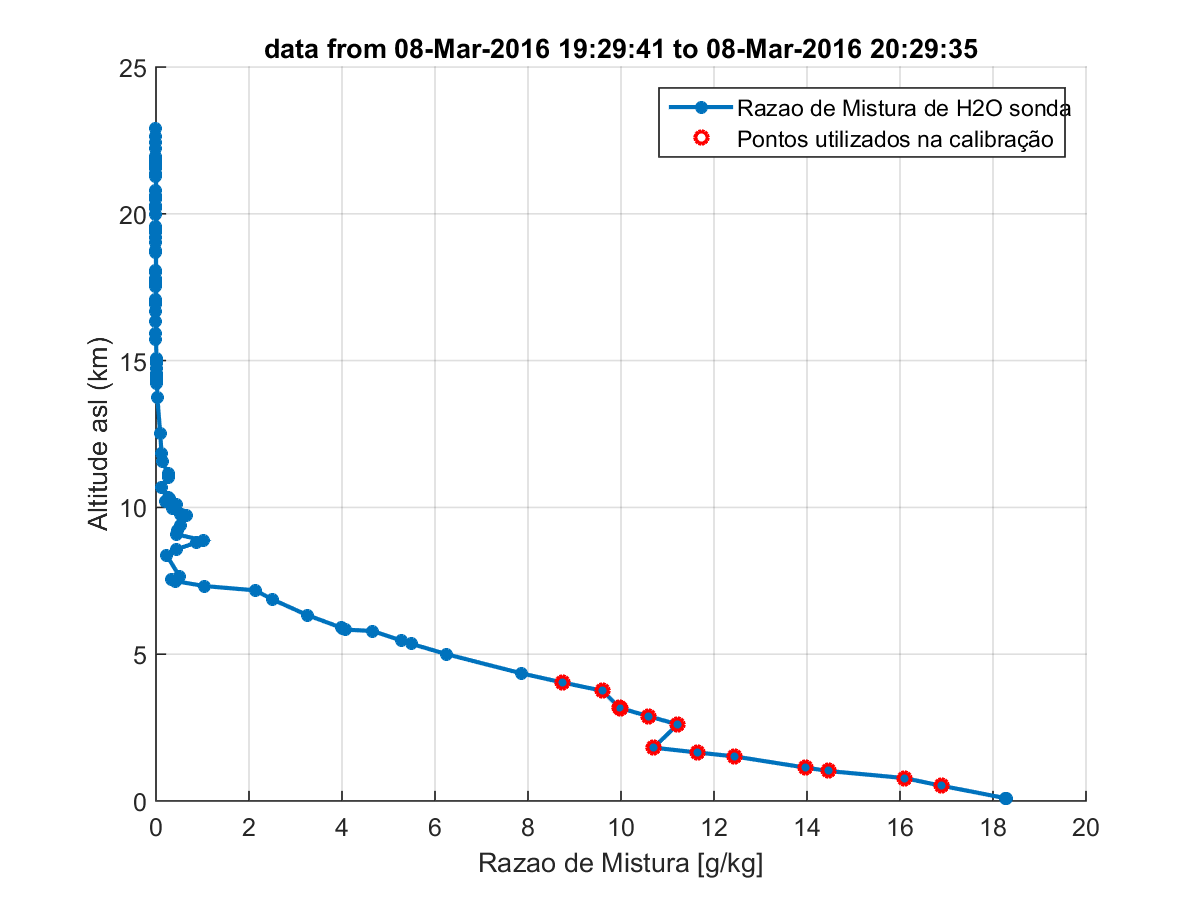 data from 08-Mar-2016 19:29:41 to 08-Mar-2016 20:29:35
Razao de Mistura de H2O sonda
Pontos utilizados na calibração
25
20
15
10
5
0
Altitude asl (km)
0 2 4 6 8 10 12 14 16 18 20
Razao de Mistura [g/kg]